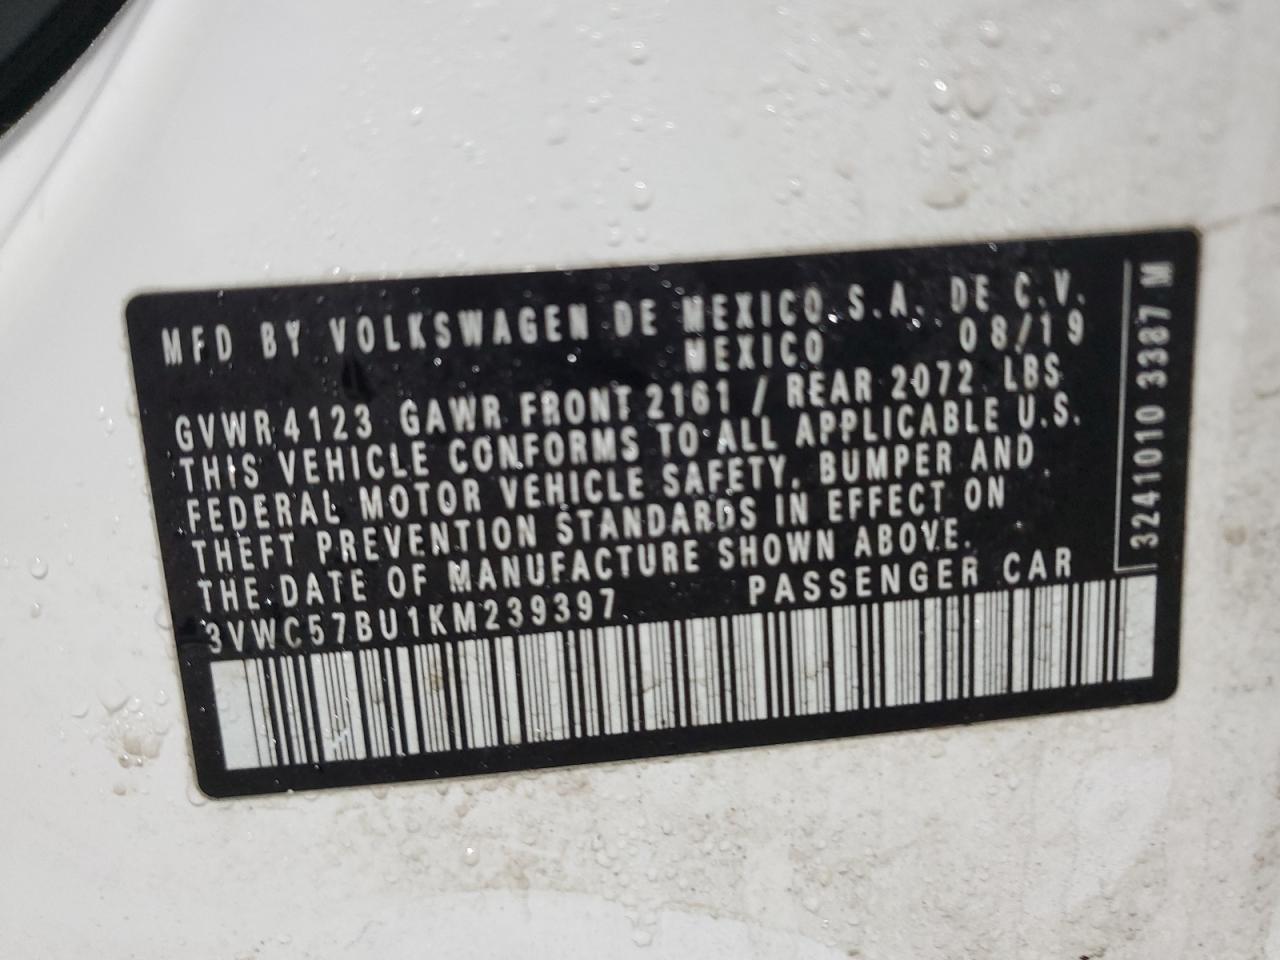 MFD BY VOLKSWAGEN DE MEXICO.S.A. DE C.V.
MEXICO 08/19
GVWR 4123 GAWR FRONT 2161 / REAR 2072 LBS
THIS VEHICLE CONFORMS TO ALL APPLICABLE U.S.
FEDERAL MOTOR VEHICLE SAFETY, BUMPER AND
THEFT PREVENTION STANDARDS IN EFFECT ON
THE DATE OF MANUFACTURE SHOWN ABOVE.
3VWC57BU1KM239397 PASSENGER CAR
3241010 3387 M